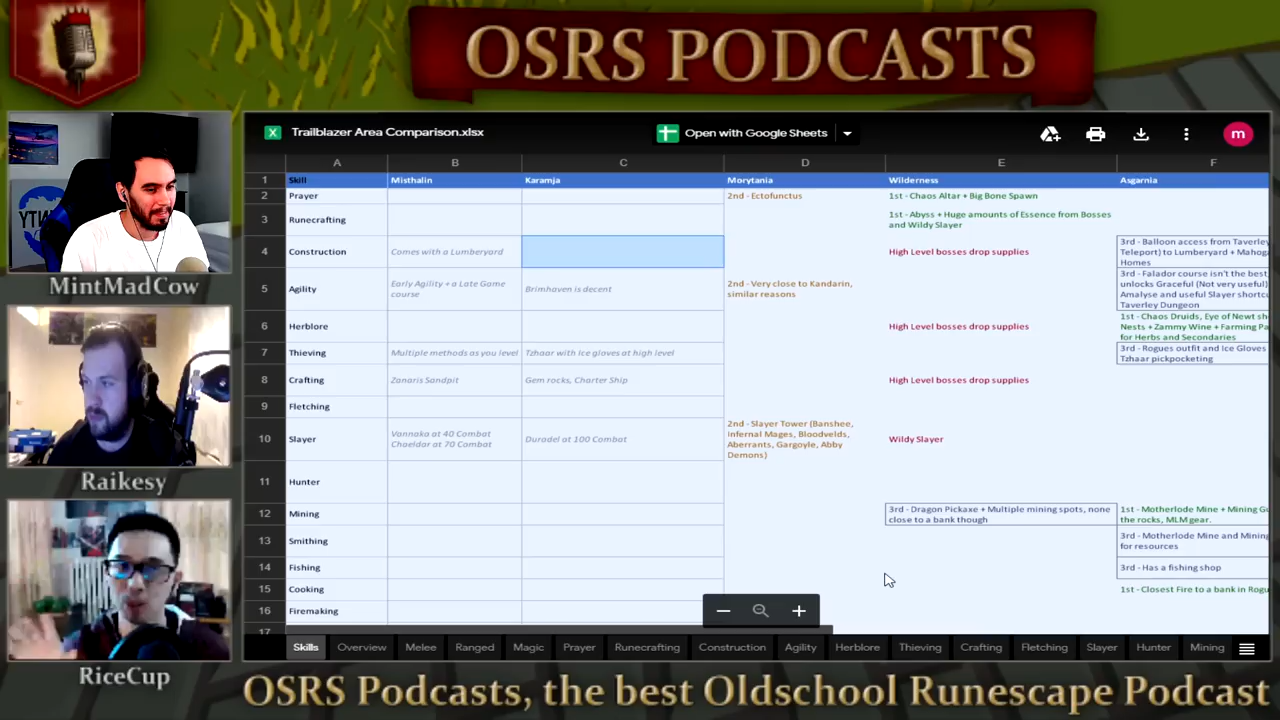 OSRS PODCASTS
Trailblazer Area Comparison.xlsx
Open with Google Sheets
m
A B C D E F
1 Skill Misthalin Karamja Morytania Wilderness Asgarnia
2 Prayer 2nd - Ectofunctus 1st - Chaos Altar + Big Bone Spawn
3 Runecrafting 1st - Abyss + Huge amounts of Essence from Bosses
and Wildy Slayer
4 Construction Comes with a Lumberyard High Level bosses drop supplies 3rd - Balloon access from Taverley
Teleport) to Lumberyard + Mahog
Homes
5 Agility Early Agility + a Late Game
course Brimhaven is decent 2nd - Very close to Kandarin,
similar reasons 3rd - Falador course isn't the best,
unlocks Graceful (Not very useful)
Amalyse and useful Slayer shortc
Taverley Dungeon
6 Herblore High Level bosses drop supplies 1st - Chaos Druids, Eye of Newt sh
Nests + Zammy Wine + Farming Pa
for Herbs and Secondaries
7 Thieving Multiple methods as you level Tzhaar with Ice gloves at high level 3rd - Rogues outfit and Ice Gloves
Tzhaar pickpocketing
8 Crafting Zanaris Sandpit Gem rocks, Charter Ship High Level bosses drop supplies
9 Fletching
10 Slayer Vannaka at 40 Combat
Chaeldar at 70 Combat Duradel at 100 Combat 2nd - Slayer Tower (Banshee,
Infernal Mages, Bloodvelds,
Aberrants, Gargoyle, Abby
Demons) Wildy Slayer
11 Hunter
12 Mining 3rd - Dragon Pickaxe + Multiple mining spots, none
close to a bank though 1st - Motherlode Mine + Mining Gu
the rocks, MLM gear.
13 Smithing 3rd - Motherlode Mine and Mining
for resources
14 Fishing 3rd - Has a fishing shop
15 Cooking 1st - Closest Fire to a bank in Rogu
16 Firemaking
17
Skills Overview Melee Ranged Magic Prayer Runecrafting Construction Agility Herblore Thieving Crafting Fletching Slayer Hunter Mining
MintMadCow
Raikesy
RiceCup
OSRS Podcasts, the best Oldschool Runescape Podcast